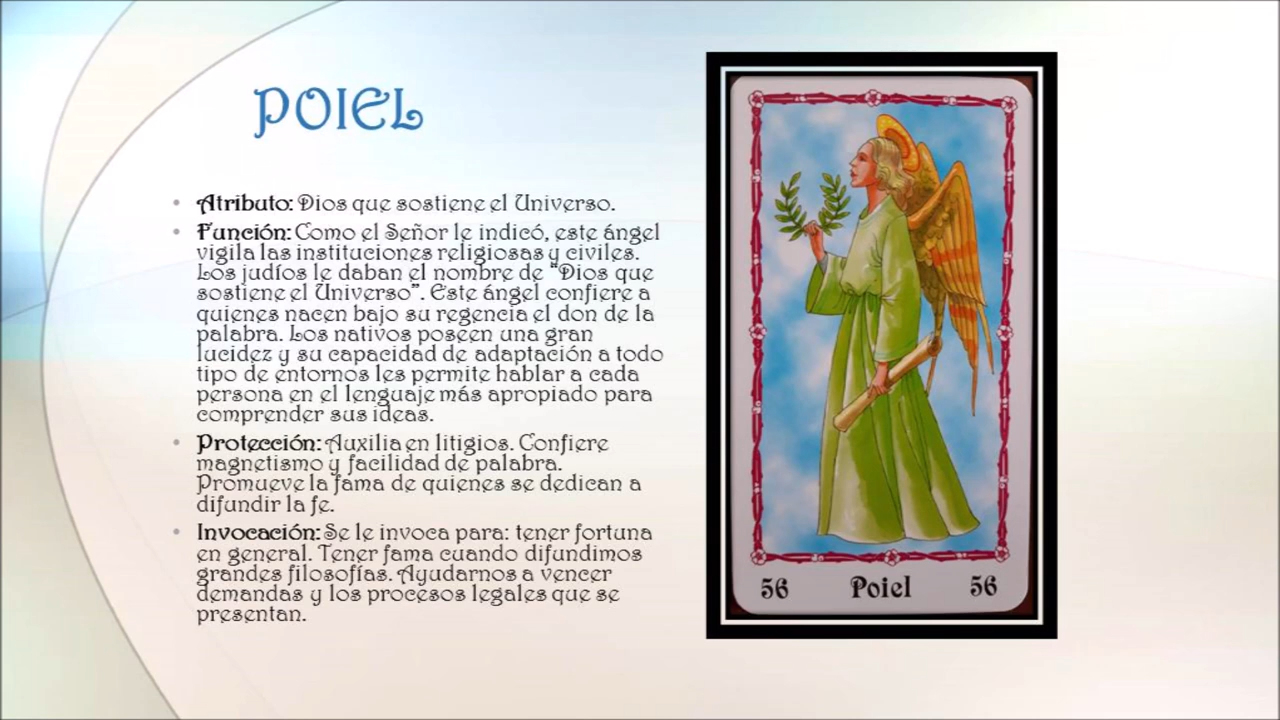 POIEL
• Atributo: Dios que sostiene el Universo.
• Función: Como el Señor le indicó, este ángel
vigila las instituciones religiosas y civiles.
Los judíos le daban el nombre de “Dios que
sostiene el Universo”. Este ángel confiere a
quienes nacen bajo su regencia el don de la
palabra. Los nativos poseen una gran
lucidez y su capacidad de adaptación a todo
tipo de entornos les permite hablar a cada
persona en el lenguaje más apropiado para
comprender sus ideas.
• Protección: Auxilia en litigios. Confiere
magnetismo y facilidad de palabra.
Promueve la fama de quienes se dedican a
difundir la fe.
• Invocación: Se le invoca para: tener fortuna
en general. Tener fama cuando difundimos
grandes filosofías. Ayudarnos a vencer
demandas y los procesos legales que se
presentan.
56 Poiel 56